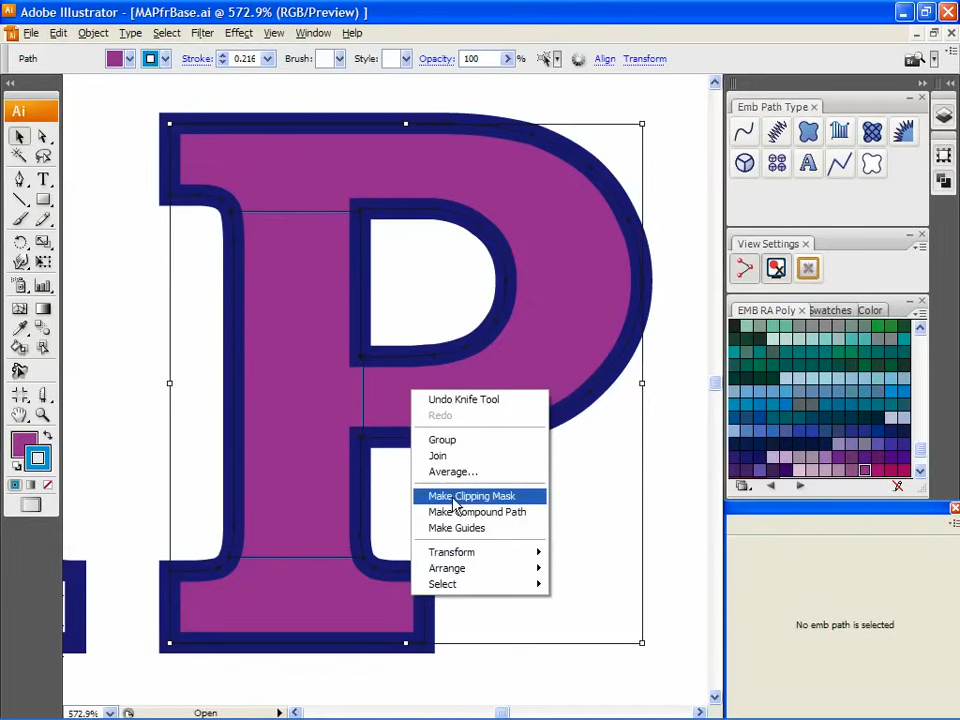 Adobe Illustrator - [MAPfrBase.ai @ 572.9% (RGB/Preview) ]
File Edit Object Type Select Filter Effect View Window Help
Path Stroke: 0.216 Brush: Style: Opacity: 100 % Align Transform
Ai
Emb Path Type ×
View Settings ×
EMB RA Poly × Swatches Color
P
Undo Knife Tool
Redo
Group
Join
Average...
Make Clipping Mask
Make Compound Path
Make Guides
Transform
Arrange
Select
No emb path is selected
572.9% Open